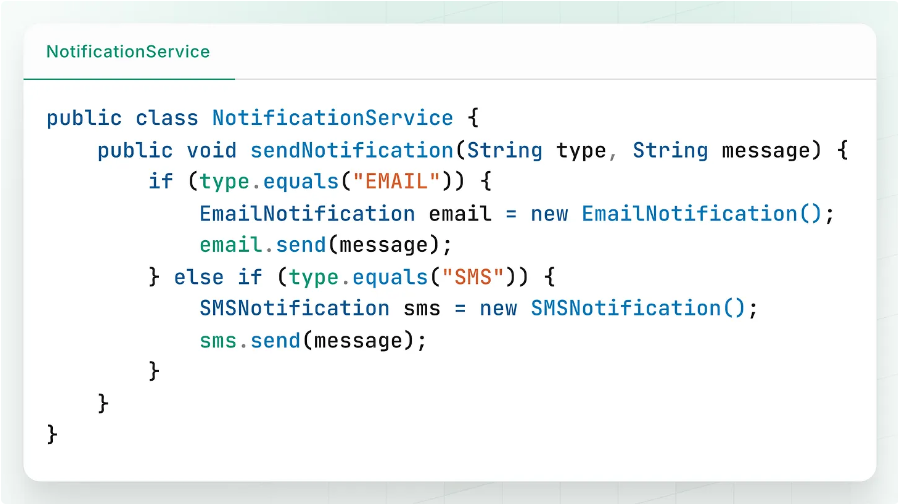 NotificationService
public class NotificationService {
    public void sendNotification(String type, String message) {
        if (type.equals("EMAIL")) {
            EmailNotification email = new EmailNotification();
            email.send(message);
        } else if (type.equals("SMS")) {
            SMSNotification sms = new SMSNotification();
            sms.send(message);
        }
    }
}